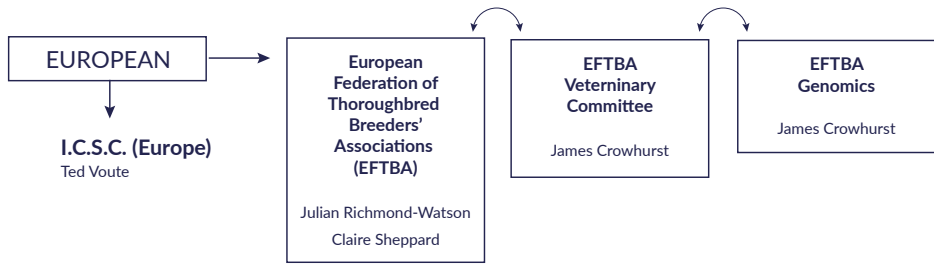 EUROPEAN
I.C.S.C. (Europe)
Ted Voute
European
Federation of
Thoroughbred
Breeders’
Associations
(EFTBA)
Julian Richmond-Watson
Claire Sheppard
EFTBA
Veterninary
Committee
James Crowhurst
EFTBA
Genomics
James Crowhurst